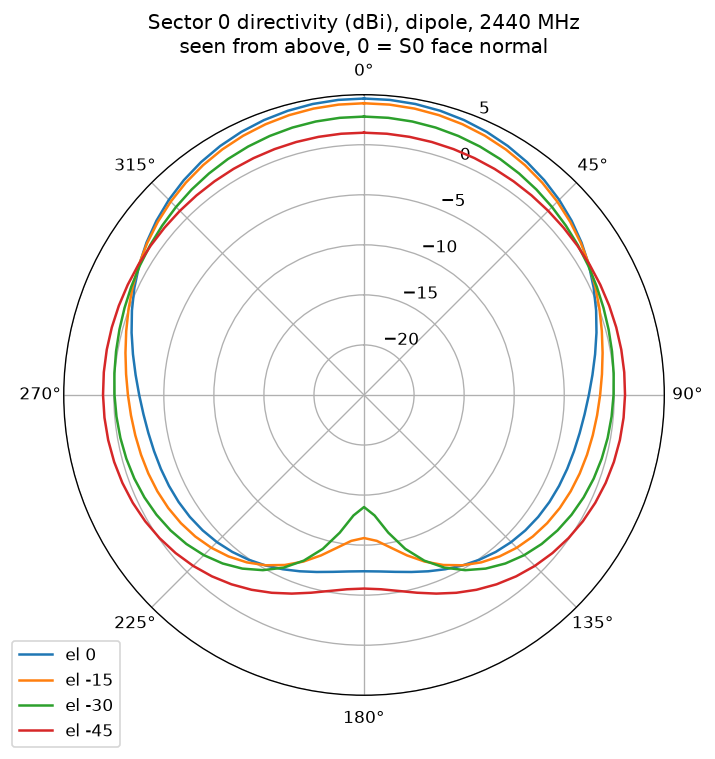 Sector 0 directivity (dBi), dipole, 2440 MHz
seen from above, 0 = S0 face normal
0°
5
315°
45°
0
−5
−10
−15
−20
270°
90°
225°
135°
180°
el 0
el -15
el -30
el -45